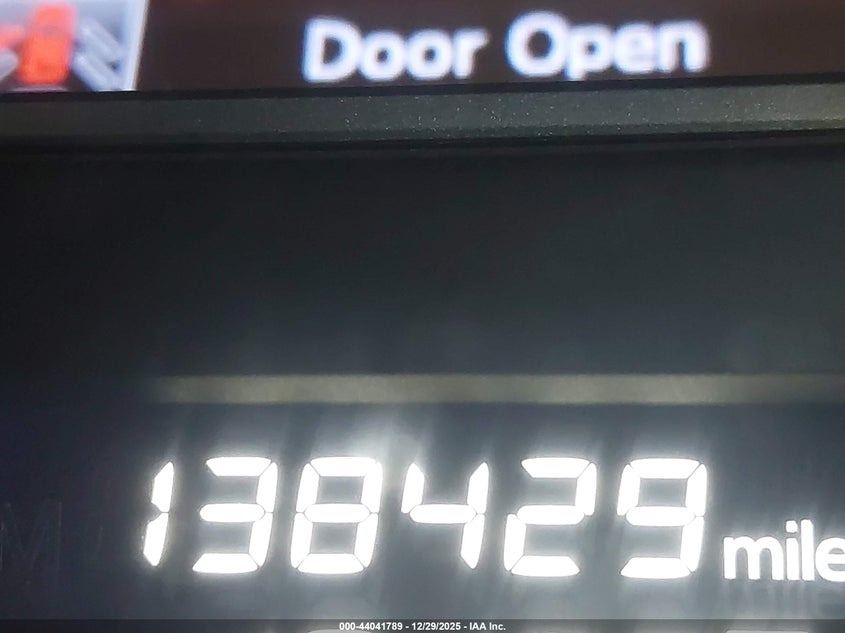 Door Open
138429 mile
000-44041789 - 12/29/2025 - IAA Inc.